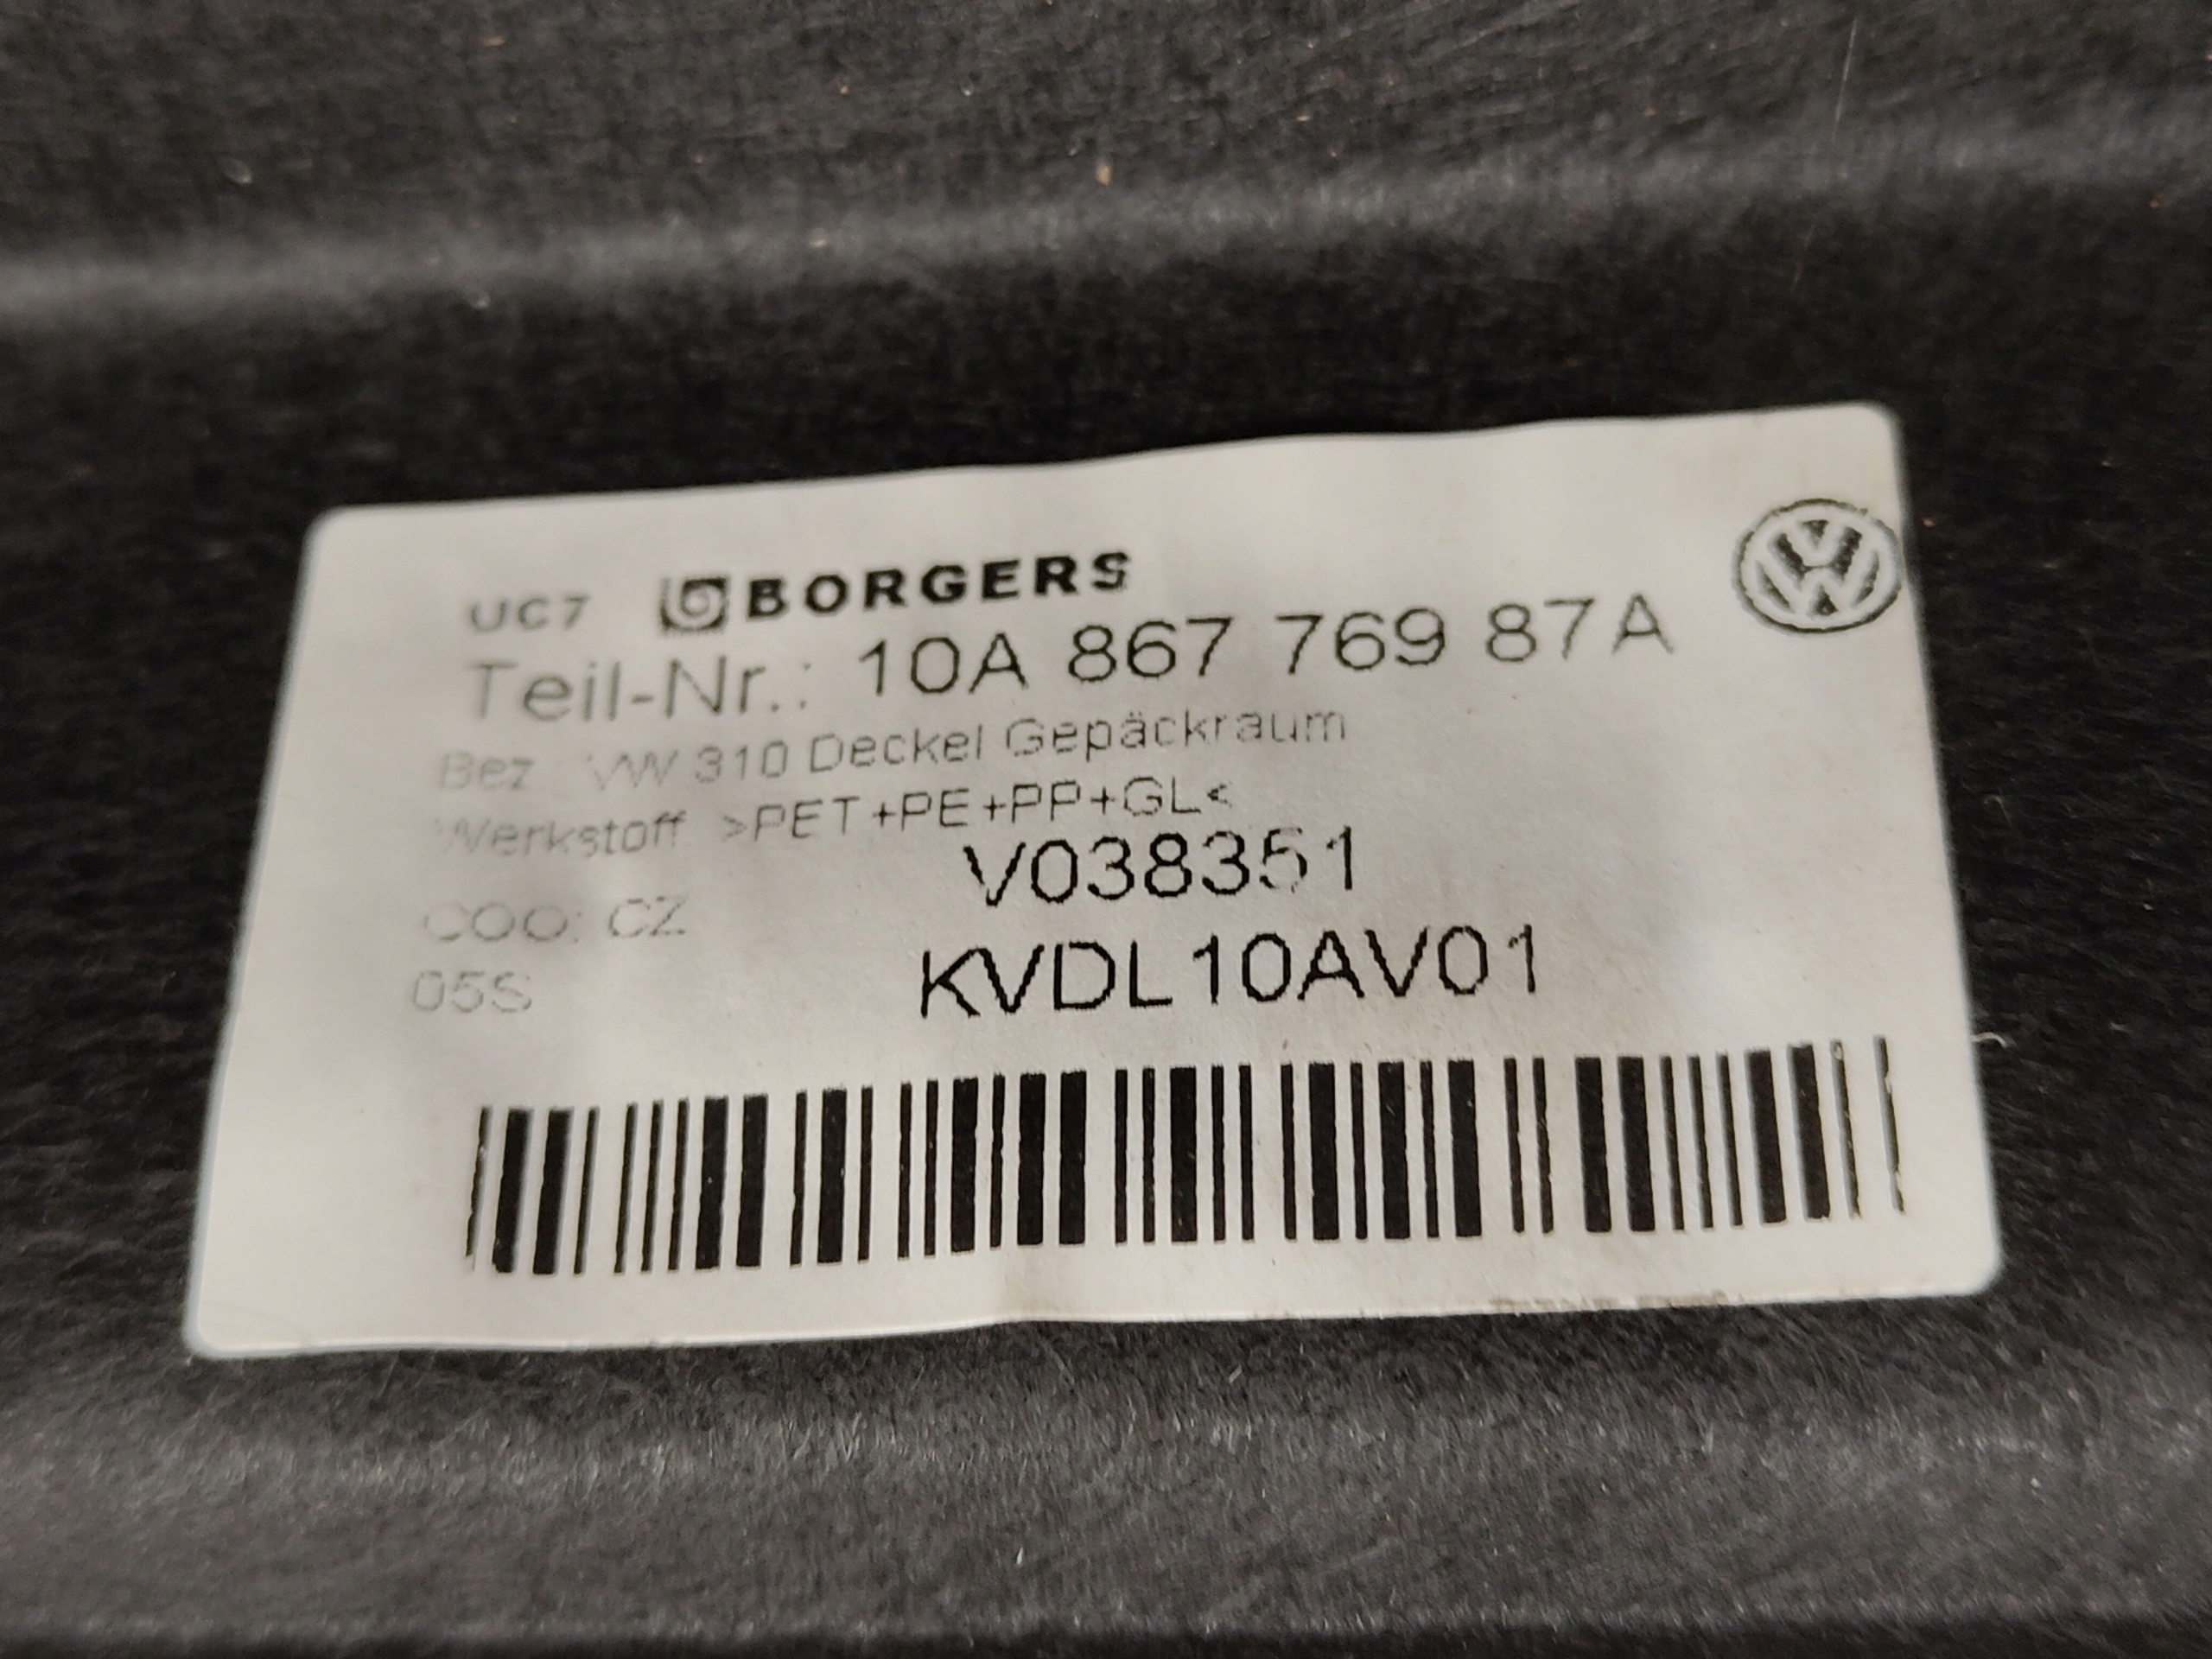 UC7 BORGERS
Teil-Nr.: 10A 867 769 87A
Bez.: VW 310 Deckel Gepäckraum
Werkstoff: >PET+PE+PP+GL<
V038351
COO: CZ
KVDL10AV01
05S